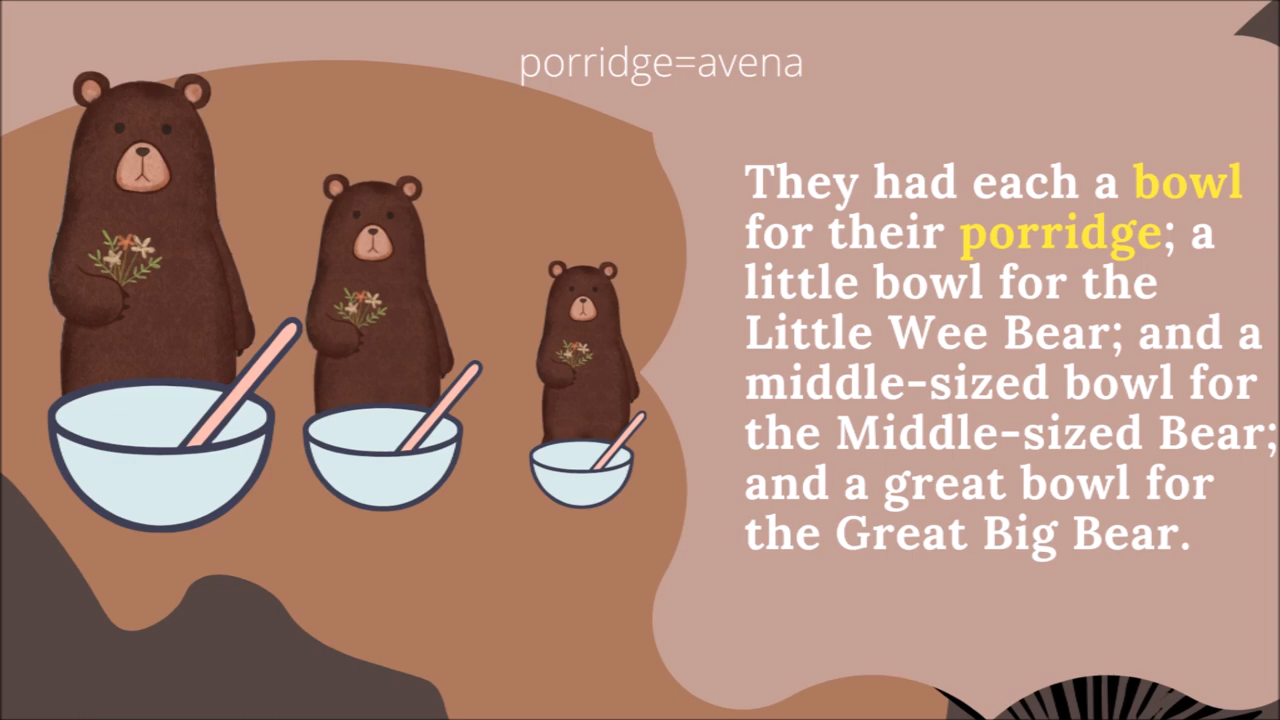 porridge=avena
They had each a bowl
for their porridge; a
little bowl for the
Little Wee Bear; and a
middle-sized bowl for
the Middle-sized Bear;
and a great bowl for
the Great Big Bear.